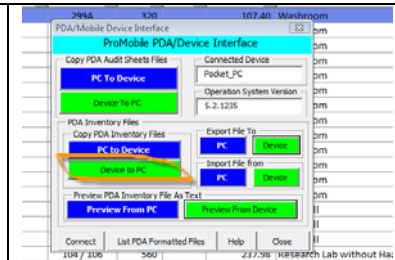 299A 320 107.40 Washroom
PDA/Mobile Device Interface
ProMobile PDA/Device Interface
Copy PDA Audit Sheets Files
PC To Device
Device To PC
Connected Device
Pocket_PC
Operation System Version
5.2.1235
PDA Inventory Files
Copy PDA Inventory Files
PC to Device
Device to PC
Export File To
PC Device
Import File from
PC Device
Preview PDA Inventory File As Text
Preview From PC Preview From Device
Connect List PDA Formatted Files Help Close
104 / 106 560 237.98 Research Lab without Haz